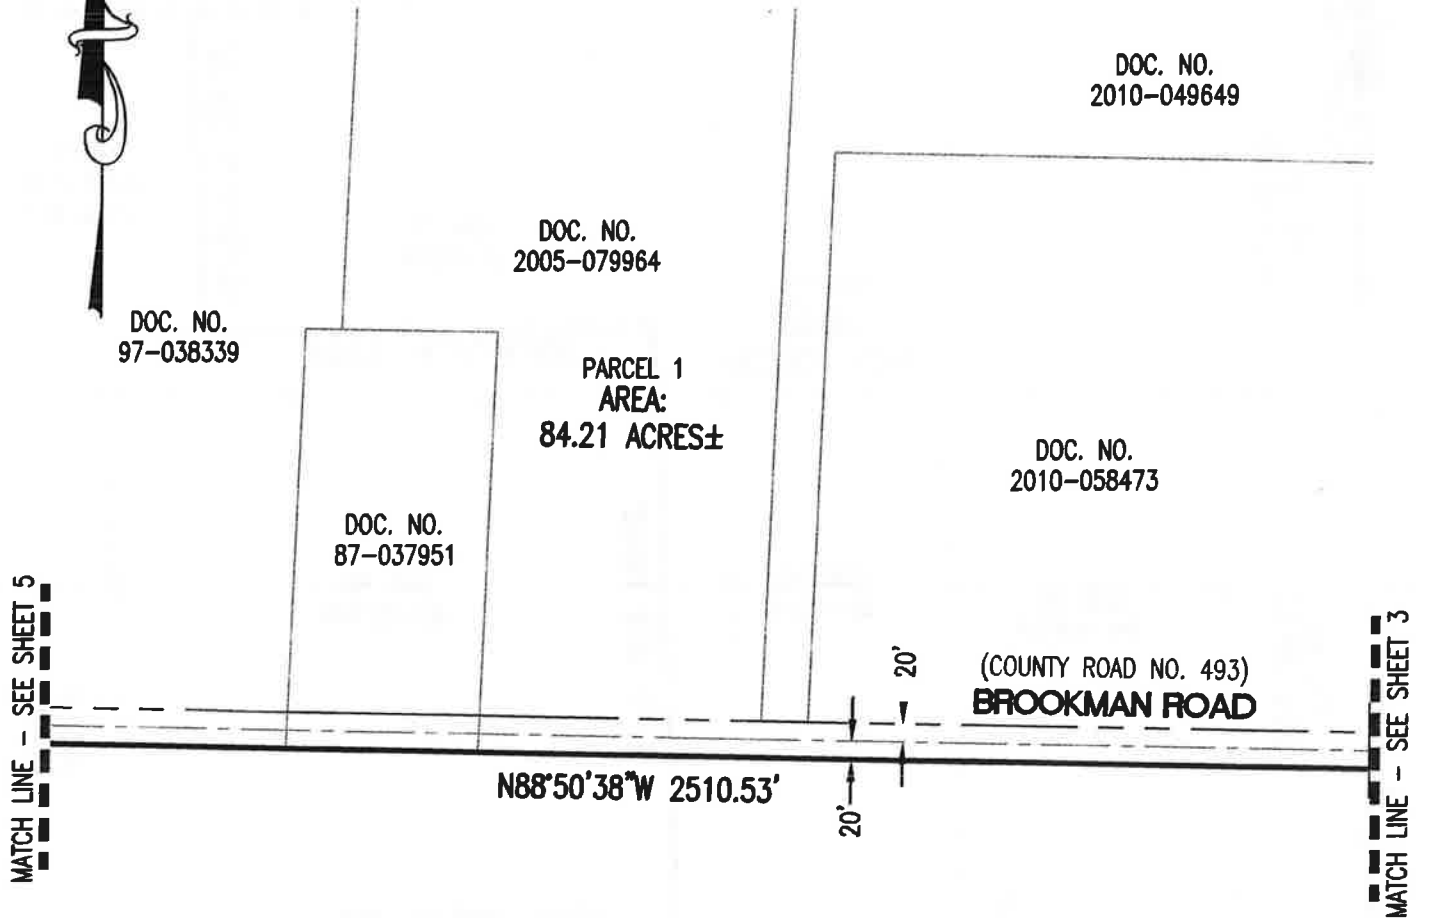 DOC. NO.
2010-049649
DOC. NO.
2005-079964
DOC. NO.
97-038339
PARCEL 1
AREA:
84.21 ACRES±
DOC. NO.
2010-058473
DOC. NO.
87-037951
MATCH LINE - SEE SHEET 5
20'
(COUNTY ROAD NO. 493)
BROOKMAN ROAD
MATCH LINE - SEE SHEET 3
N88°50'38"W 2510.53'
20'